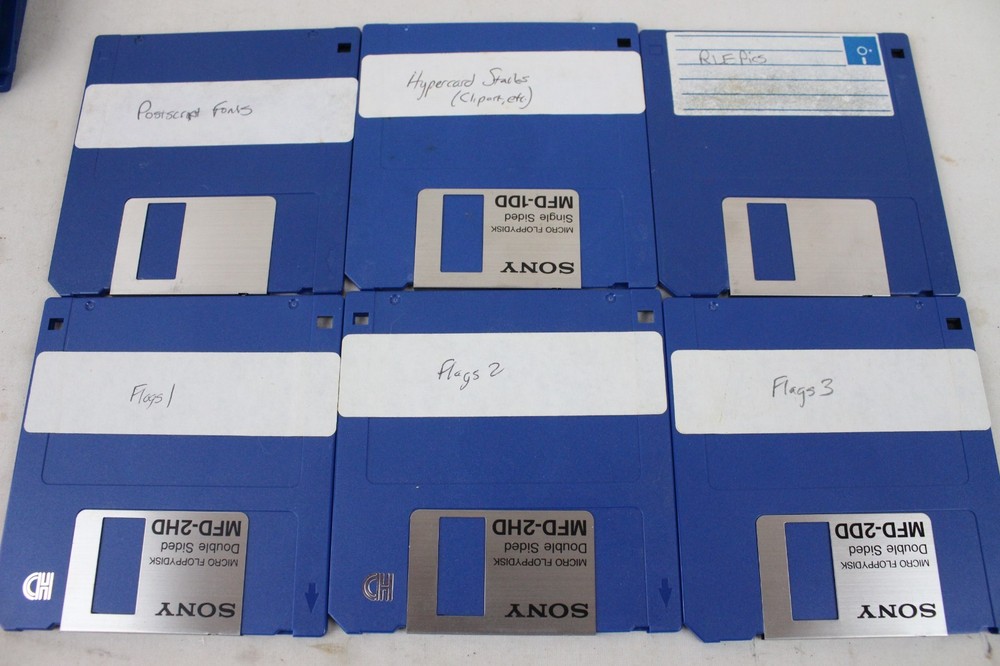 Postscript Fonts
Hypercard Stacks
(Clipart, etc)
RLE Pics
MFD-1DD
Single Sided
MICRO FLOPPYDISK
SONY
Flags 1
Flags 2
Flags 3
MFD-2HD
Double Sided
MICRO FLOPPYDISK
SONY
HD
MFD-2HD
Double Sided
MICRO FLOPPYDISK
SONY
HD
MFD-2DD
Double Sided
MICRO FLOPPYDISK
SONY